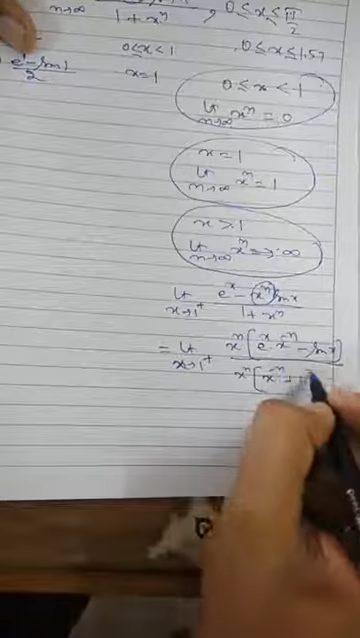 n→∞ 1 + xⁿ , 0 ≤ x ≤ π/2
0 ≤ x < 1 0 ≤ x ≤ 1.57
(e¹ - sin 1)/2 x = 1
0 ≤ x < 1
Lt n→∞ xⁿ = 0
x = 1
Lt n→∞ xⁿ = 1
x > 1
Lt n→∞ xⁿ = ∞
Lt x→1⁺ (eˣ - xⁿ sin x)/(1 + xⁿ)
= Lt x→1⁺ xⁿ[eˣ · x⁻ⁿ - sin x]
xⁿ[x⁻ⁿ + 1